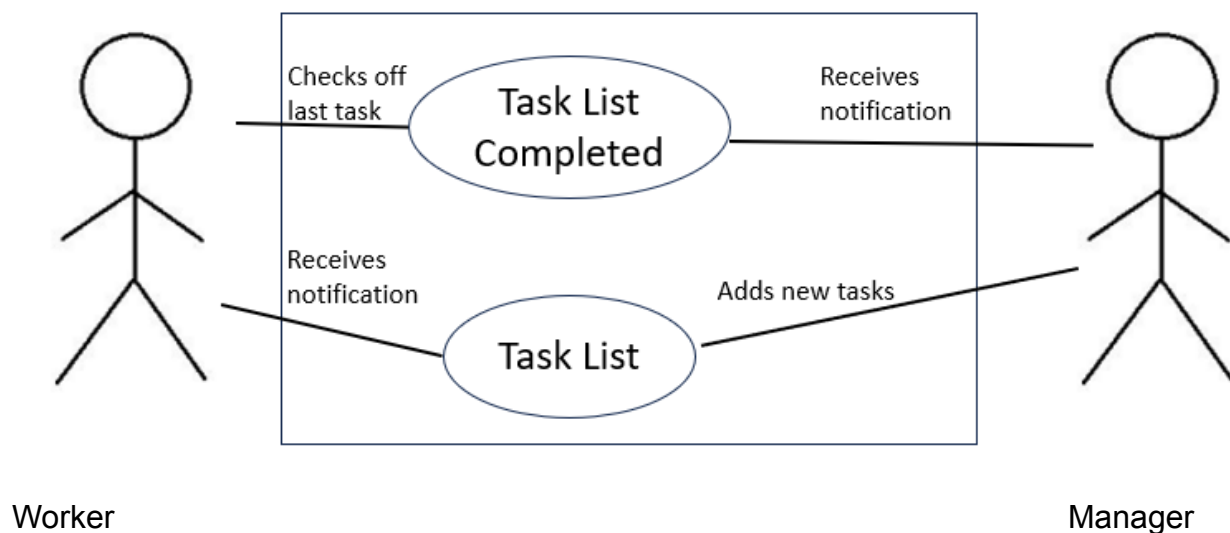 Checks off
last task
Task List
Completed
Receives
notification
Receives
notification
Task List
Adds new tasks
Worker
Manager